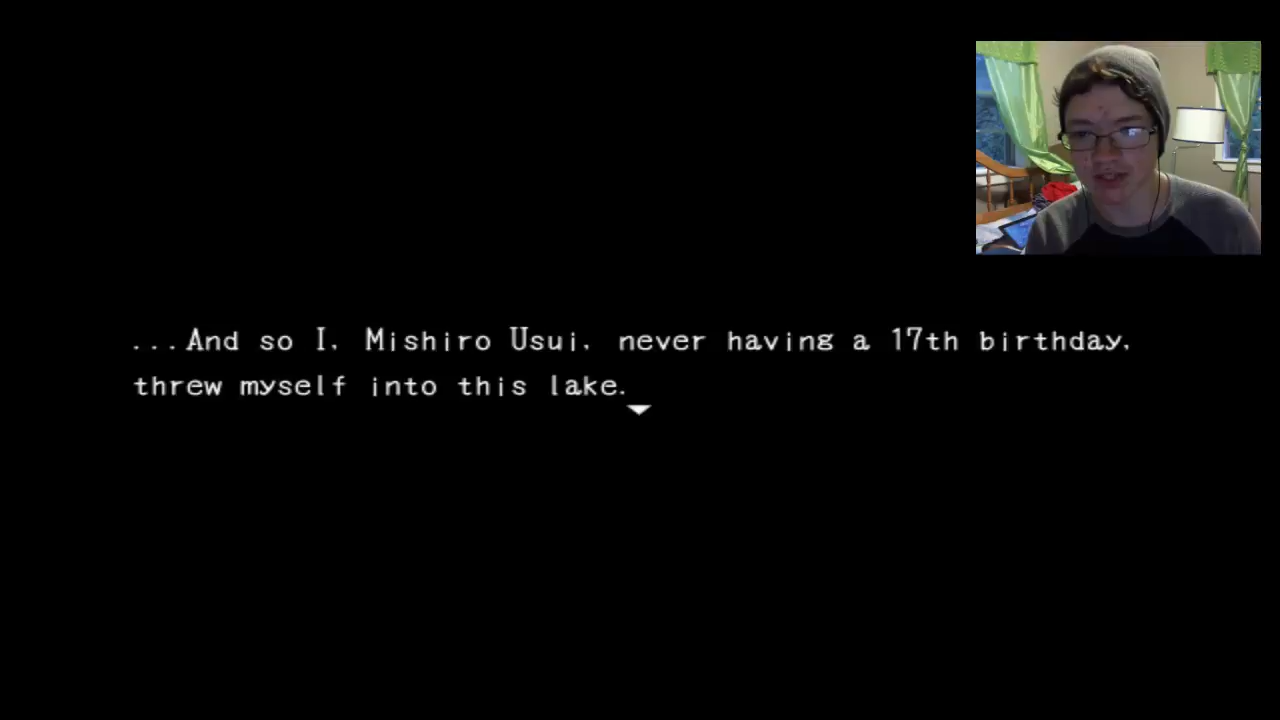 ...And so I, Mishiro Usui, never having a 17th birthday,
threw myself into this lake.